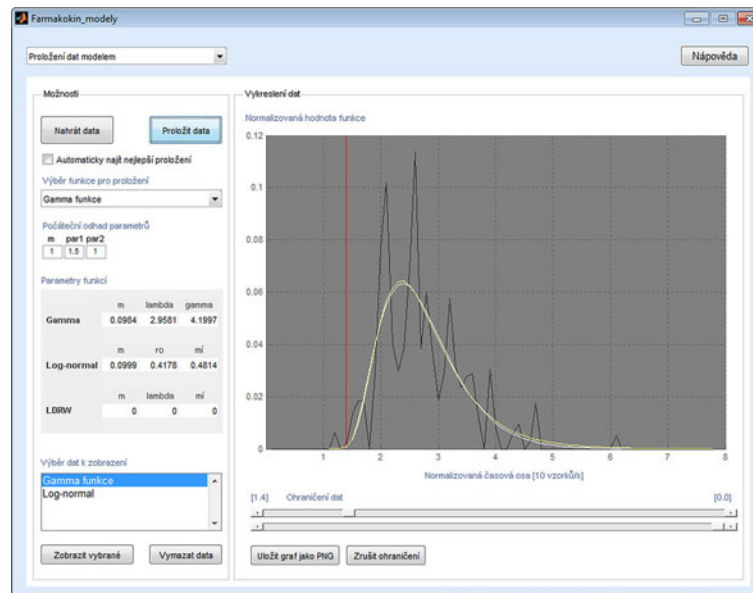 Farmakokin_modely
Proložení dat modelem
Nápověda
Možnosti
Nahrát data
Proložit data
Automaticky najít nejlepší proložení
Výběr funkce pro proložení
Gamma funkce
Počáteční odhad parametrů
m par1 par2
1 1.5 1
Parametry funkcí
m lambda gamma
Gamma 0.0984 2.9581 4.1997
m ro mí
Log-normal 0.0999 0.4178 0.4814
m lambda mí
LDRW 0 0 0
Výběr dat k zobrazení
Gamma funkce
Log-normal
Zobrazit vybrané
Vymazat data
Vykreslení dat
Normalizovaná hodnota funkce
0.12
0.1
0.08
0.06
0.04
0.02
0
1 2 3 4 5 6 7 8
Normalizovaná časová osa [10 vzorků/s]
[1.4] Ohraničení dat [0.0]
Uložit graf jako PNG
Zrušit ohraničení